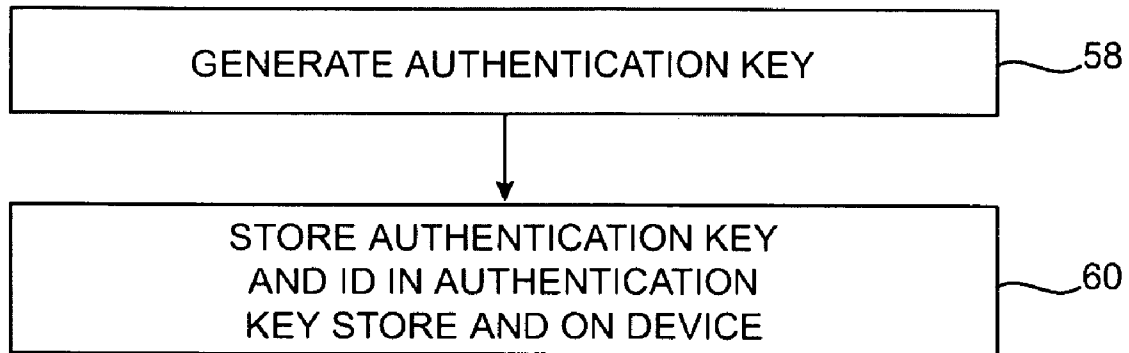 GENERATE AUTHENTICATION KEY
58
STORE AUTHENTICATION KEY
AND ID IN AUTHENTICATION
KEY STORE AND ON DEVICE
60